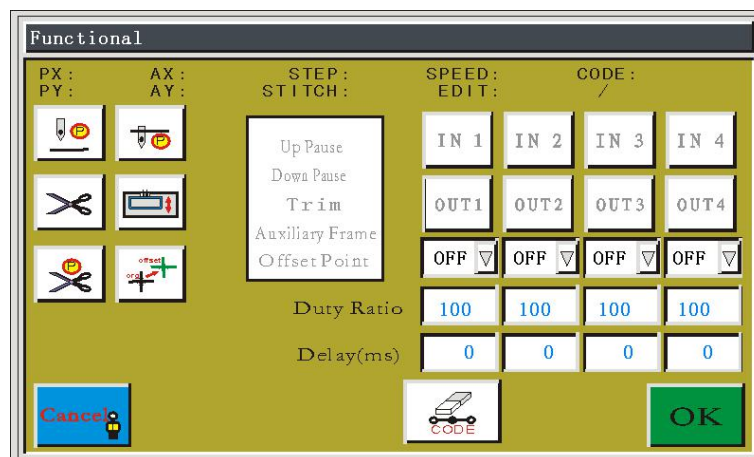 Functional
PX: AX: STEP: SPEED: CODE:
PY: AY: STITCH: EDIT: /
P P
Up Pause
Down Pause
Trim
Auxiliary Frame
Offset Point
IN 1 IN 2 IN 3 IN 4
OUT1 OUT2 OUT3 OUT4
P offset
org
OFF OFF OFF OFF
Duty Ratio 100 100 100 100
Delay(ms) 0 0 0 0
Cancel CODE OK